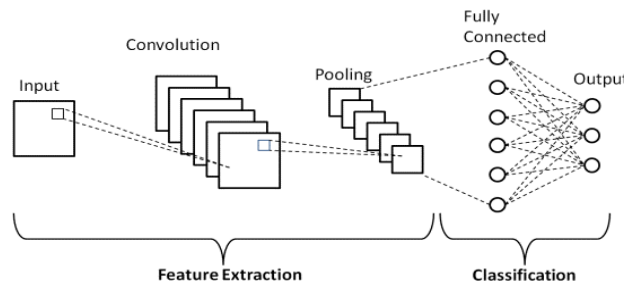 Input
Convolution
Pooling
Fully
Connected
Output
Feature Extraction
Classification